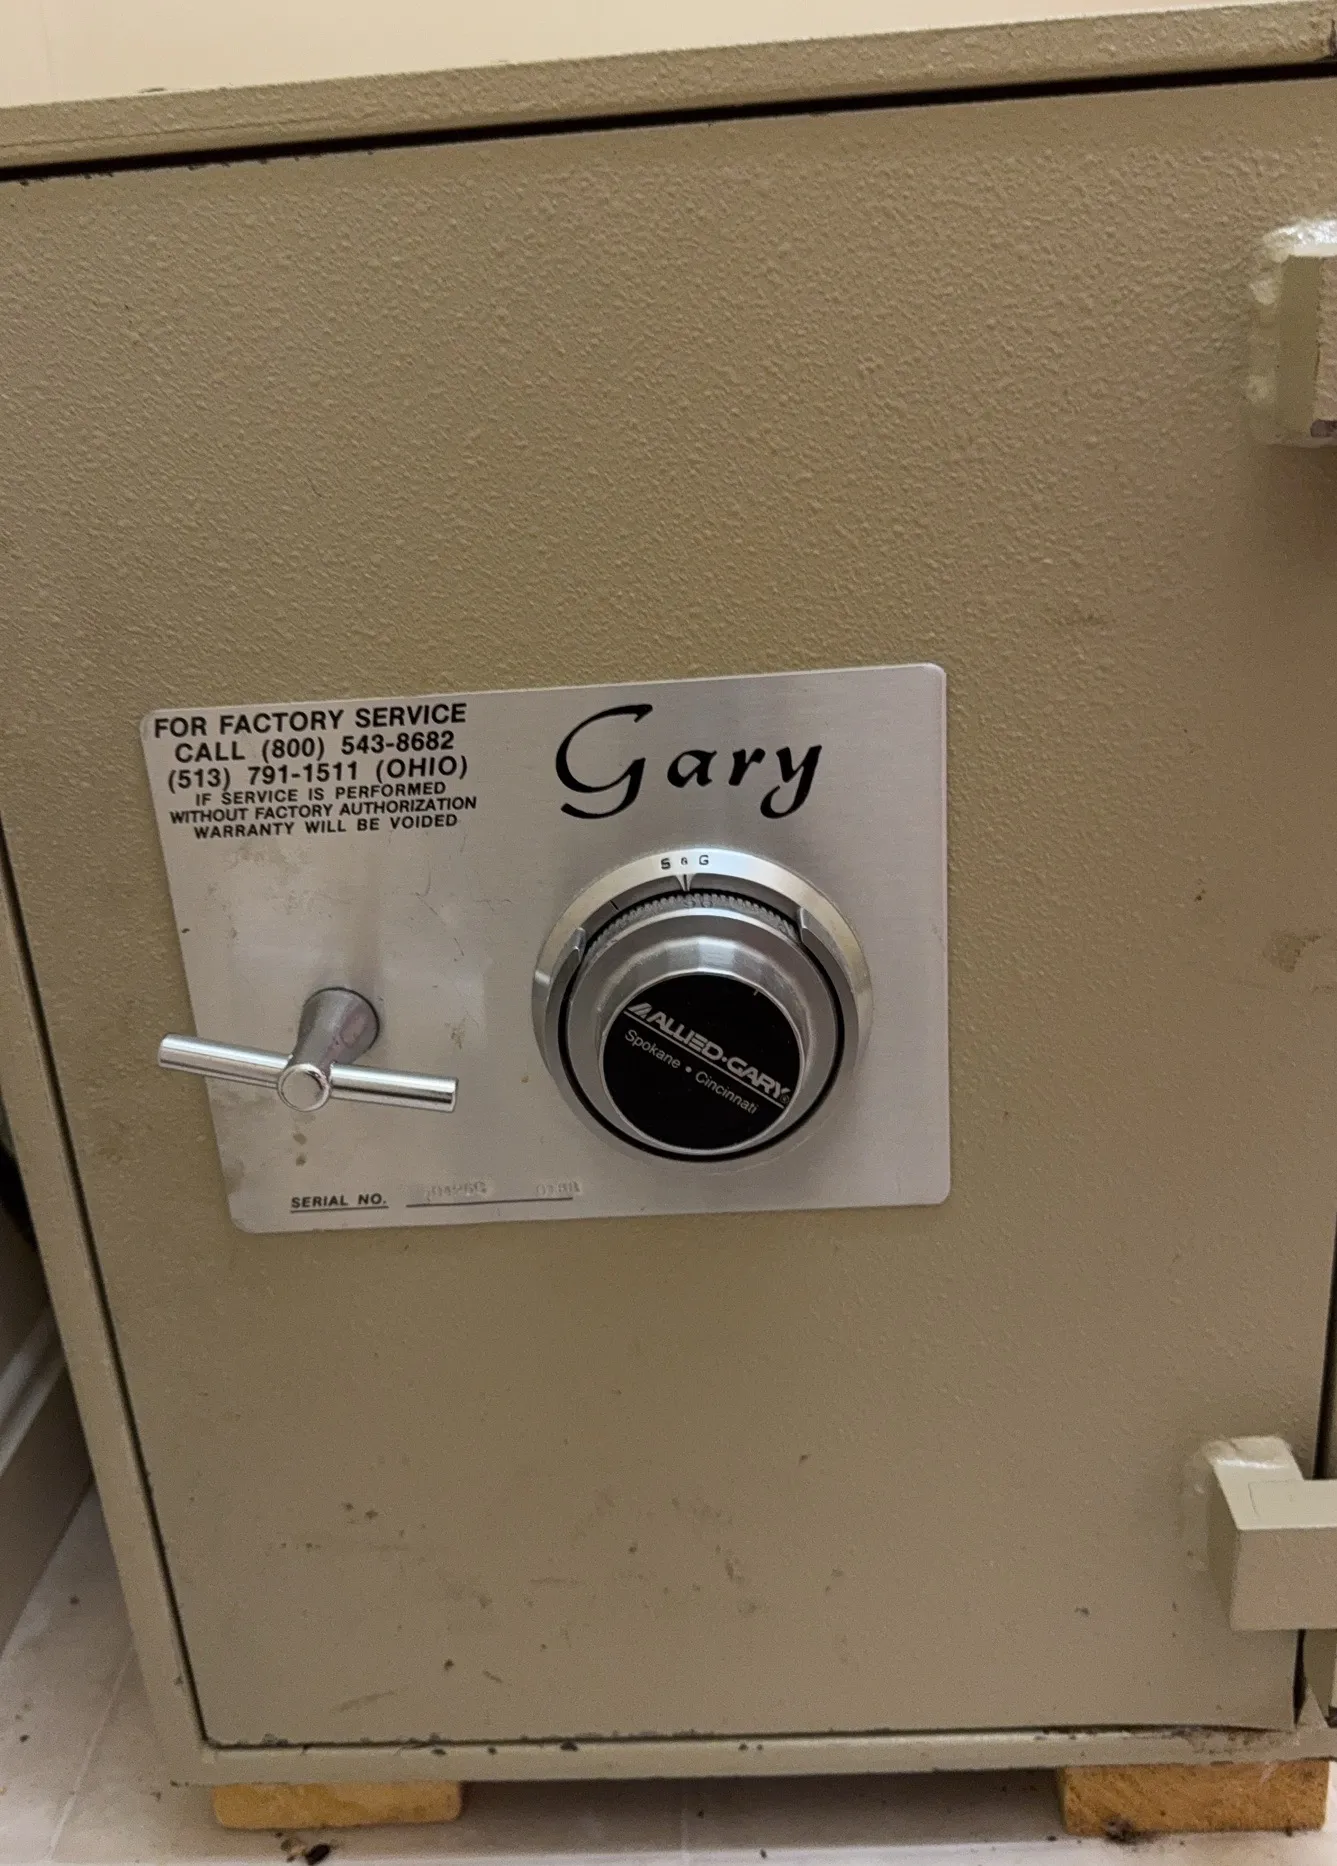 FOR FACTORY SERVICE
CALL (800) 543-8682
(513) 791-1511 (OHIO)
IF SERVICE IS PERFORMED
WITHOUT FACTORY AUTHORIZATION
WARRANTY WILL BE VOIDED
Gary
S & G
ALLIED·GARY®
Spokane • Cincinnati
SERIAL NO.